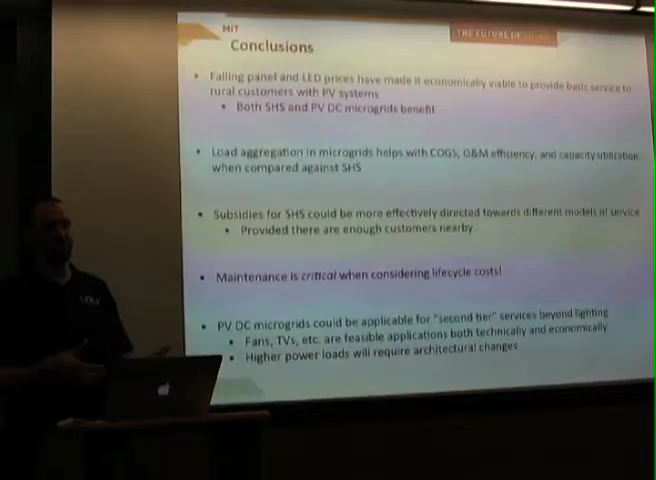 MIT
THE FUTURE OF
Conclusions
• Falling panel and LED prices have made it economically viable to provide basic service to
rural customers with PV systems
• Both SHS and PV DC microgrids benefit
• Load aggregation in microgrids helps with COGS, O&M efficiency, and capacity utilization
when compared against SHS
• Subsidies for SHS could be more effectively directed towards different models of service
• Provided there are enough customers nearby
• Maintenance is critical when considering lifecycle costs!
• PV DC microgrids could be applicable for "second tier" services beyond lighting
• Fans, TVs, etc. are feasible applications both technically and economically
• Higher power loads will require architectural changes